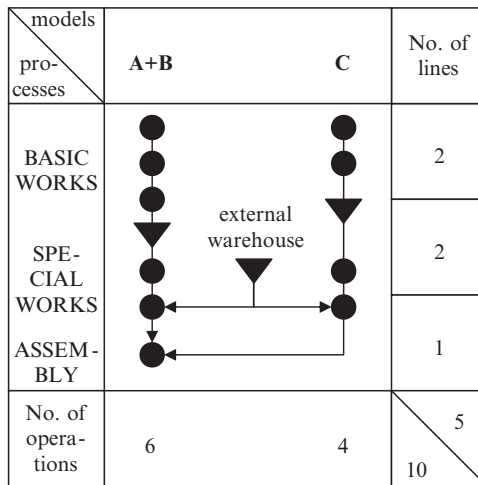 models
pro-
cesses
A+B
C
No. of
lines
BASIC
WORKS
2
external
warehouse
SPE-
CIAL
WORKS
2
ASSEM-
BLY
1
No. of
opera-
tions
6
4
5
10